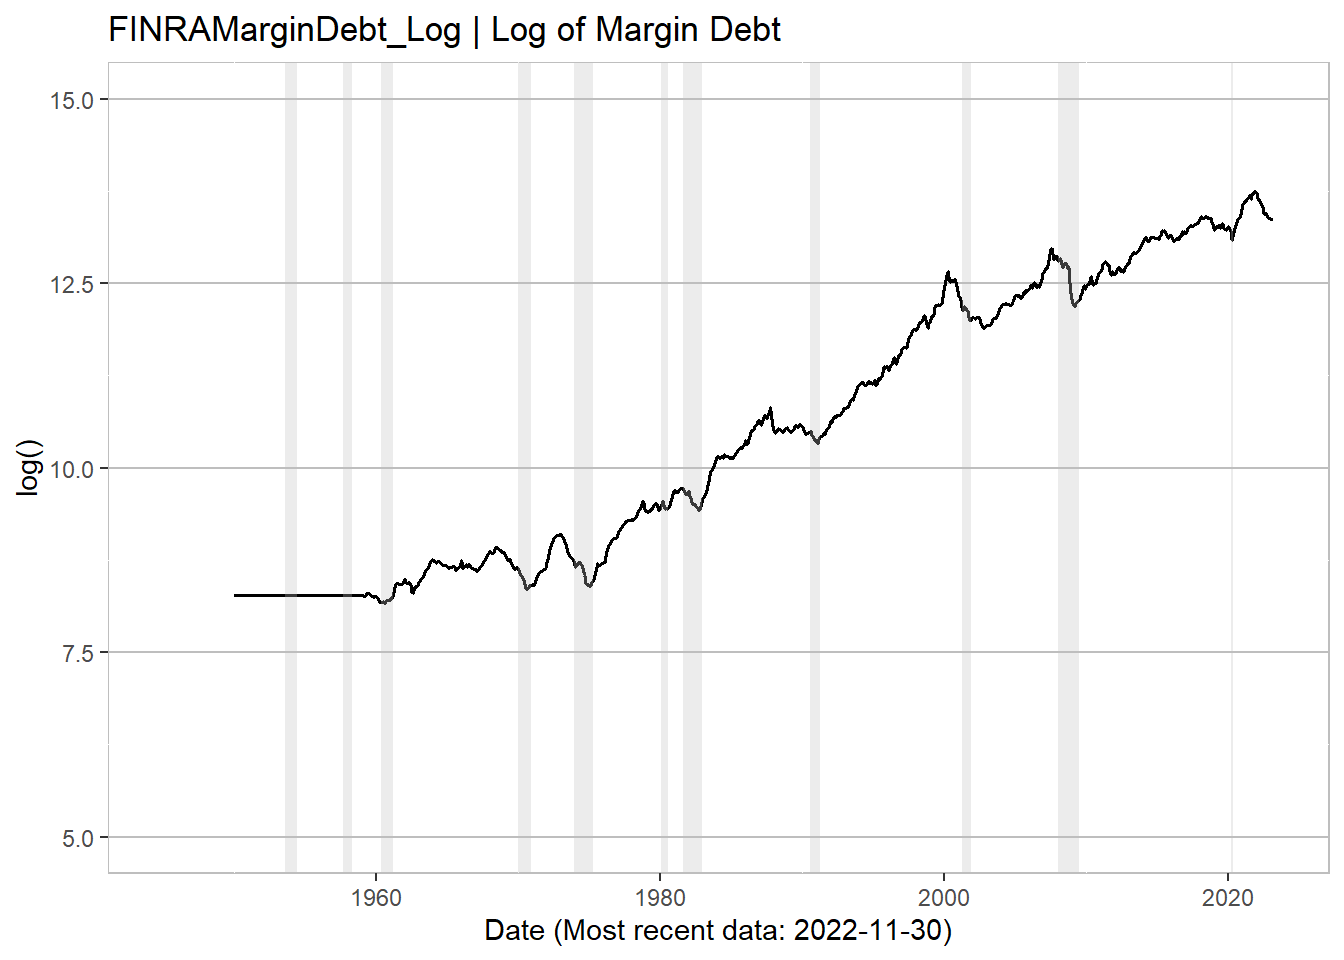 FINRAMarginDebt_Log | Log of Margin Debt
15.0
12.5
10.0
7.5
5.0
log()
1960 1980 2000 2020
Date (Most recent data: 2022-11-30)